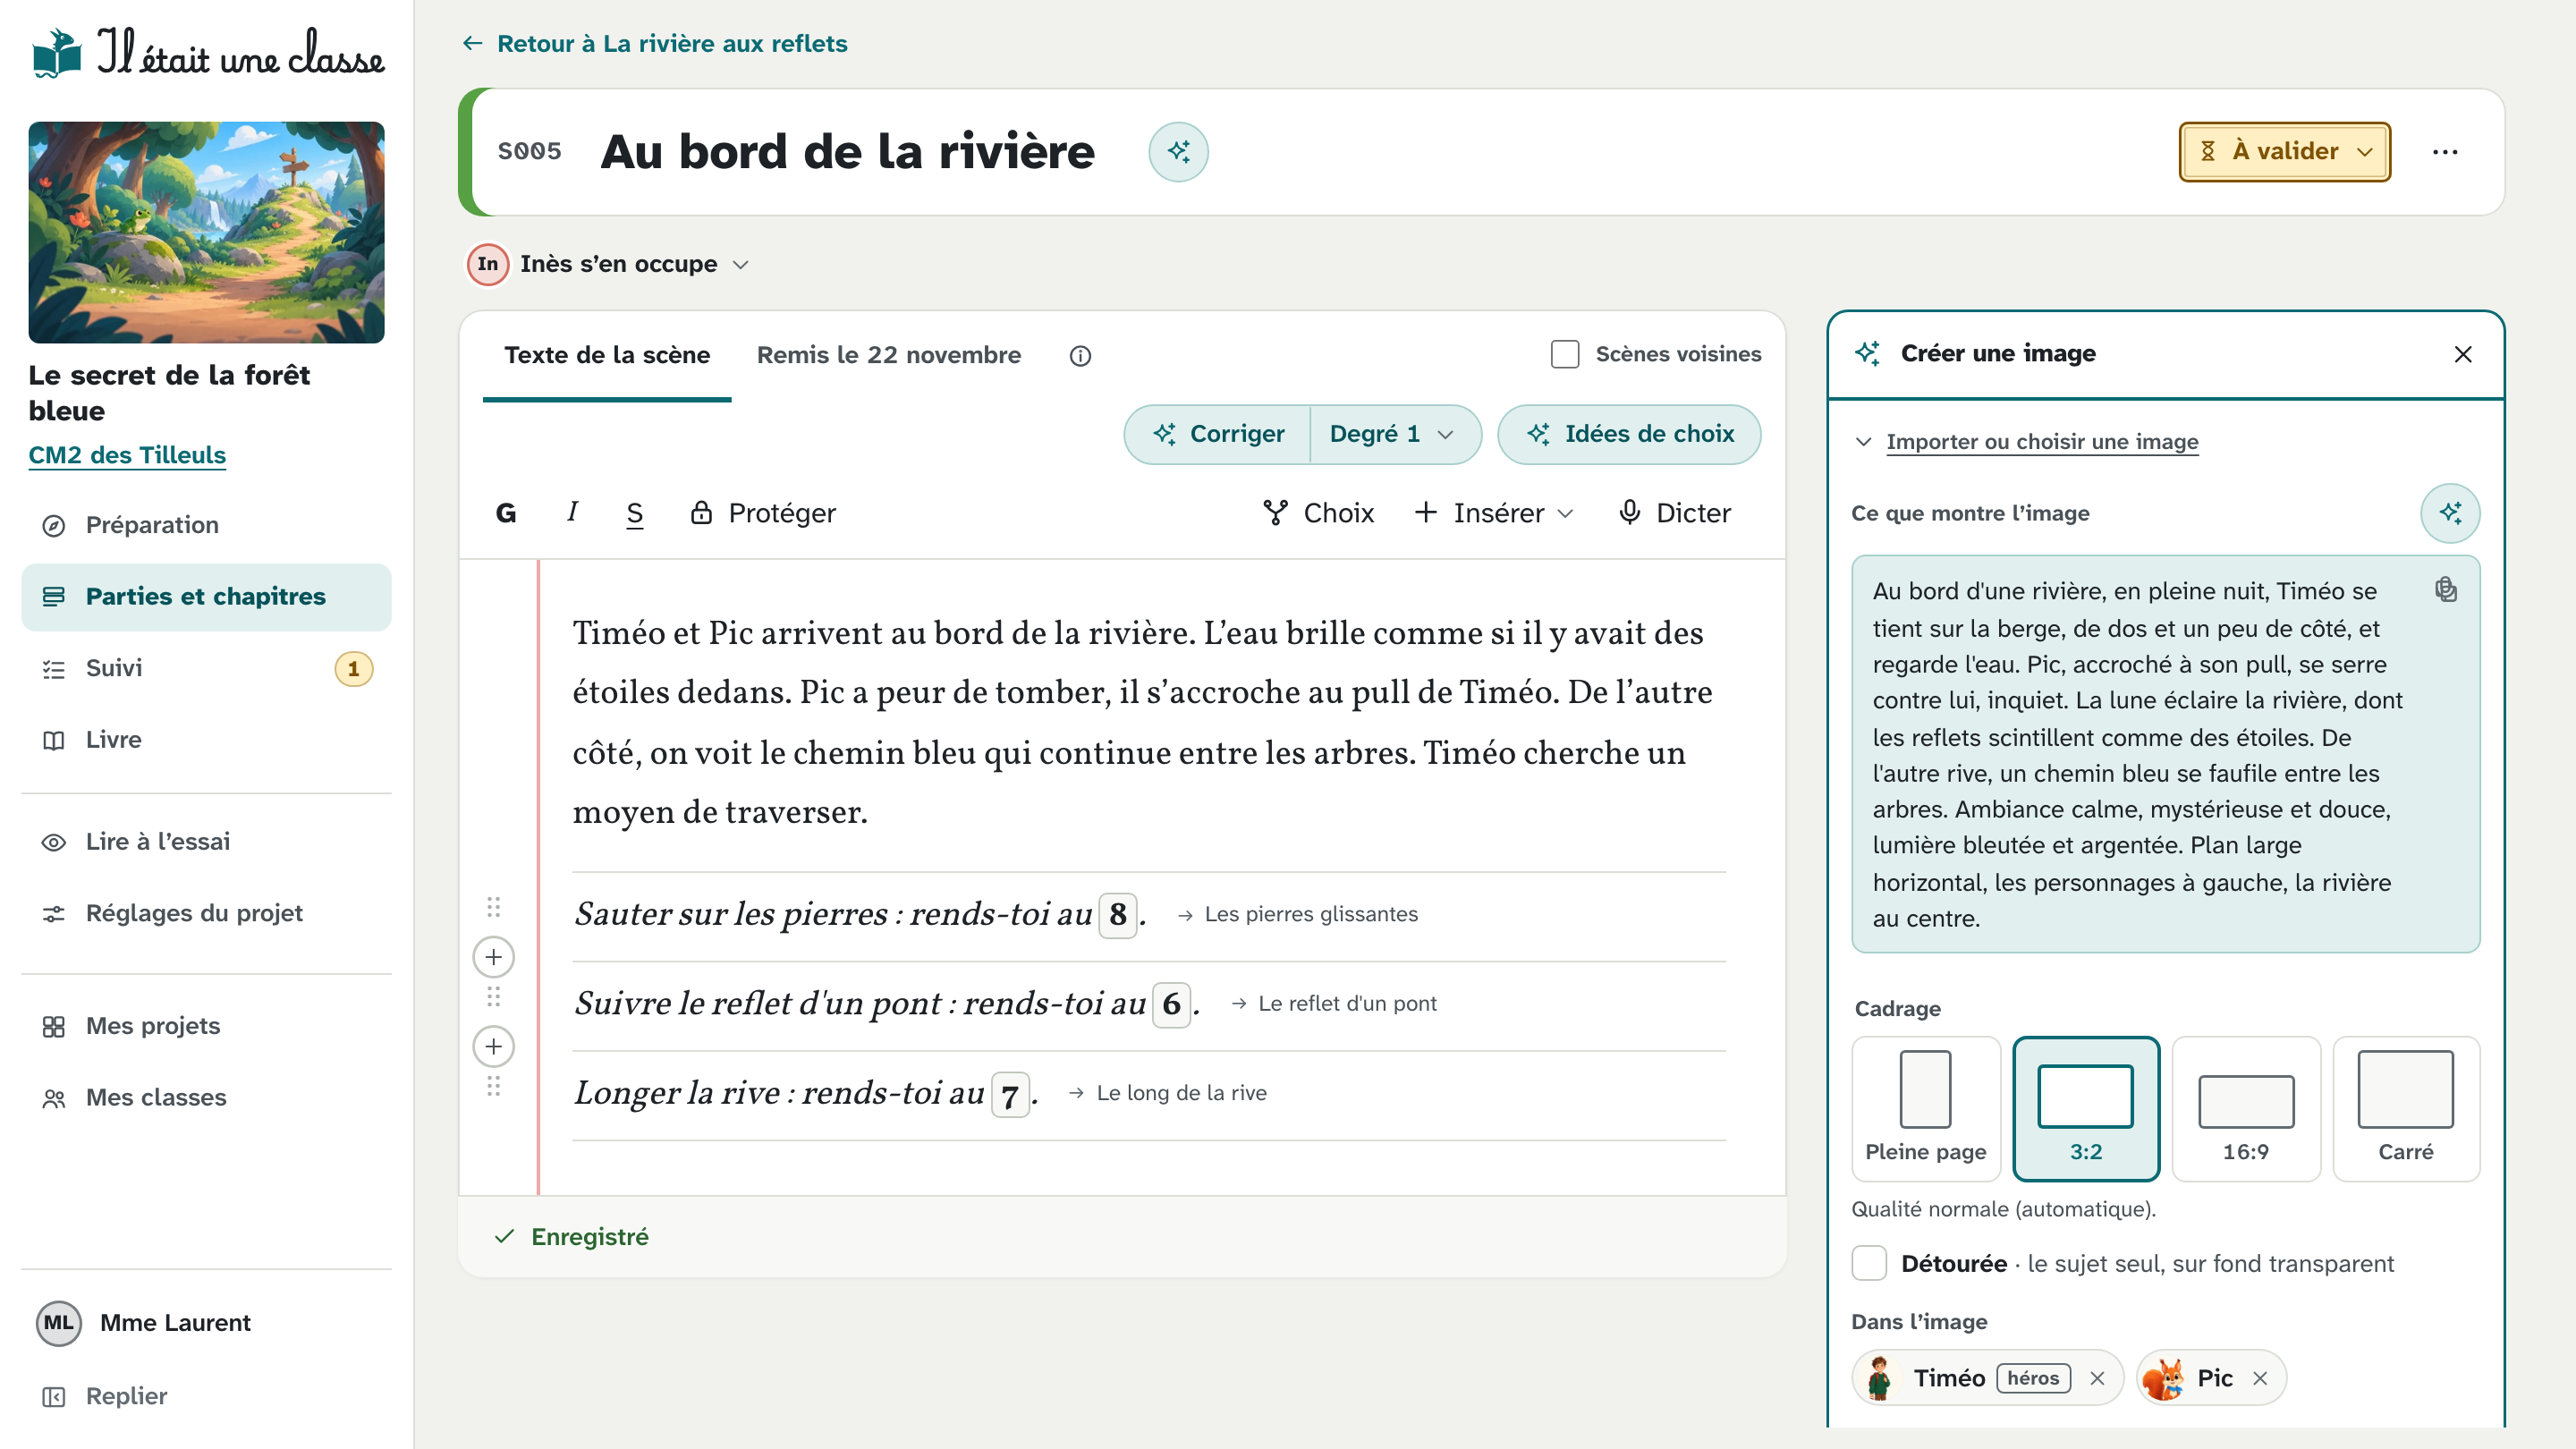 Il était une classe
Le secret de la forêt
bleue
CM2 des Tilleuls
Préparation
Parties et chapitres
Suivi
1
Livre
Lire à l’essai
Réglages du projet
Mes projets
Mes classes
ML
Mme Laurent
Replier
← Retour à La rivière aux reflets
S005
Au bord de la rivière
À valider
In
Inès s’en occupe
Texte de la scène
Remis le 22 novembre
Scènes voisines
Corriger
Degré 1
Idées de choix
G
I
S
Protéger
Choix
+ Insérer
Dicter
Timéo et Pic arrivent au bord de la rivière. L’eau brille comme si il y avait des
étoiles dedans. Pic a peur de tomber, il s’accroche au pull de Timéo. De l’autre
côté, on voit le chemin bleu qui continue entre les arbres. Timéo cherche un
moyen de traverser.
Sauter sur les pierres : rends-toi au 8. → Les pierres glissantes
Suivre le reflet d'un pont : rends-toi au 6. → Le reflet d'un pont
Longer la rive : rends-toi au 7. → Le long de la rive
Enregistré
Créer une image
Importer ou choisir une image
Ce que montre l’image
Au bord d'une rivière, en pleine nuit, Timéo se
tient sur la berge, de dos et un peu de côté, et
regarde l'eau. Pic, accroché à son pull, se serre
contre lui, inquiet. La lune éclaire la rivière, dont
les reflets scintillent comme des étoiles. De
l'autre rive, un chemin bleu se faufile entre les
arbres. Ambiance calme, mystérieuse et douce,
lumière bleutée et argentée. Plan large
horizontal, les personnages à gauche, la rivière
au centre.
Cadrage
Pleine page
3:2
16:9
Carré
Qualité normale (automatique).
Détourée · le sujet seul, sur fond transparent
Dans l’image
Timéo héros
Pic